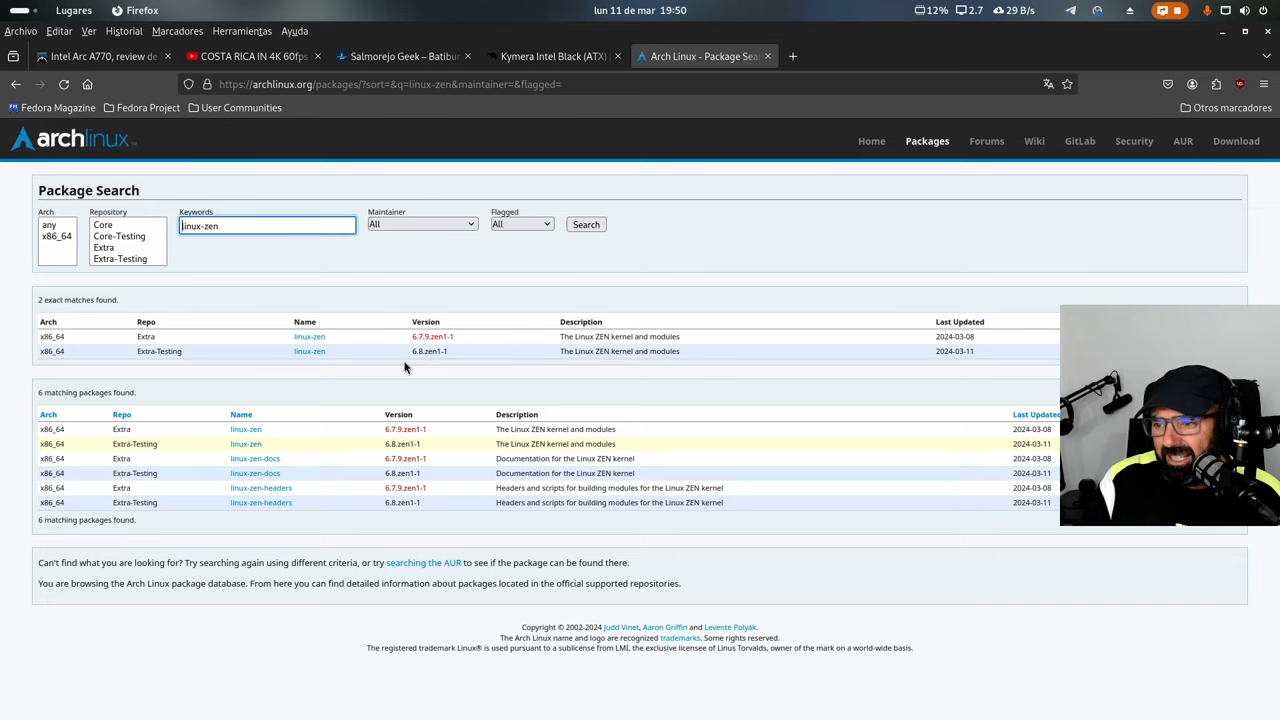 Lugares Firefox lun 11 de mar 19:50 12% 2.7 29 B/s
Archivo Editar Ver Historial Marcadores Herramientas Ayuda
Intel Arc A770, review de COSTA RICA IN 4K 60fps Salmorejo Geek – Batibur Kymera Intel Black (ATX) Arch Linux - Package Sea
https://archlinux.org/packages/?sort=&q=linux-zen&maintainer=&flagged=
Fedora Magazine Fedora Project User Communities Otros marcadores
archlinux Home Packages Forums Wiki GitLab Security AUR Download
Package Search
Arch Repository Keywords Maintainer Flagged
any Core linux-zen All All Search
x86_64 Core-Testing
Extra
Extra-Testing
2 exact matches found.
Arch Repo Name Version Description Last Updated
x86_64 Extra linux-zen 6.7.9.zen1-1 The Linux ZEN kernel and modules 2024-03-08
x86_64 Extra-Testing linux-zen 6.8.zen1-1 The Linux ZEN kernel and modules 2024-03-11
6 matching packages found.
Arch Repo Name Version Description Last Updated
x86_64 Extra linux-zen 6.7.9.zen1-1 The Linux ZEN kernel and modules 2024-03-08
x86_64 Extra-Testing linux-zen 6.8.zen1-1 The Linux ZEN kernel and modules 2024-03-11
x86_64 Extra linux-zen-docs 6.7.9.zen1-1 Documentation for the Linux ZEN kernel 2024-03-08
x86_64 Extra-Testing linux-zen-docs 6.8.zen1-1 Documentation for the Linux ZEN kernel 2024-03-11
x86_64 Extra linux-zen-headers 6.7.9.zen1-1 Headers and scripts for building modules for the Linux ZEN kernel 2024-03-08
x86_64 Extra-Testing linux-zen-headers 6.8.zen1-1 Headers and scripts for building modules for the Linux ZEN kernel 2024-03-11
6 matching packages found.
Can't find what you are looking for? Try searching again using different criteria, or try searching the AUR to see if the package can be found there.
You are browsing the Arch Linux package database. From here you can find detailed information about packages located in the official supported repositories.
Copyright © 2002-2024 Judd Vinet, Aaron Griffin and Levente Polyák.
The Arch Linux name and logo are recognized trademarks. Some rights reserved.
The registered trademark Linux® is used pursuant to a sublicense from LMI, the exclusive licensee of Linus Torvalds, owner of the mark on a world-wide basis.